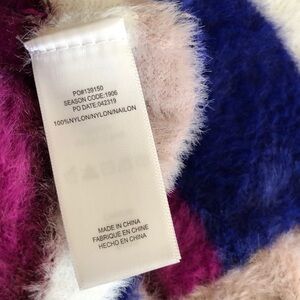 PO#139150
SEASON CODE:1906
PO DATE:042319
100%NYLON/NYLON/NAILON
MADE IN CHINA
FABRIQUE EN CHINE
HECHO EN CHINA